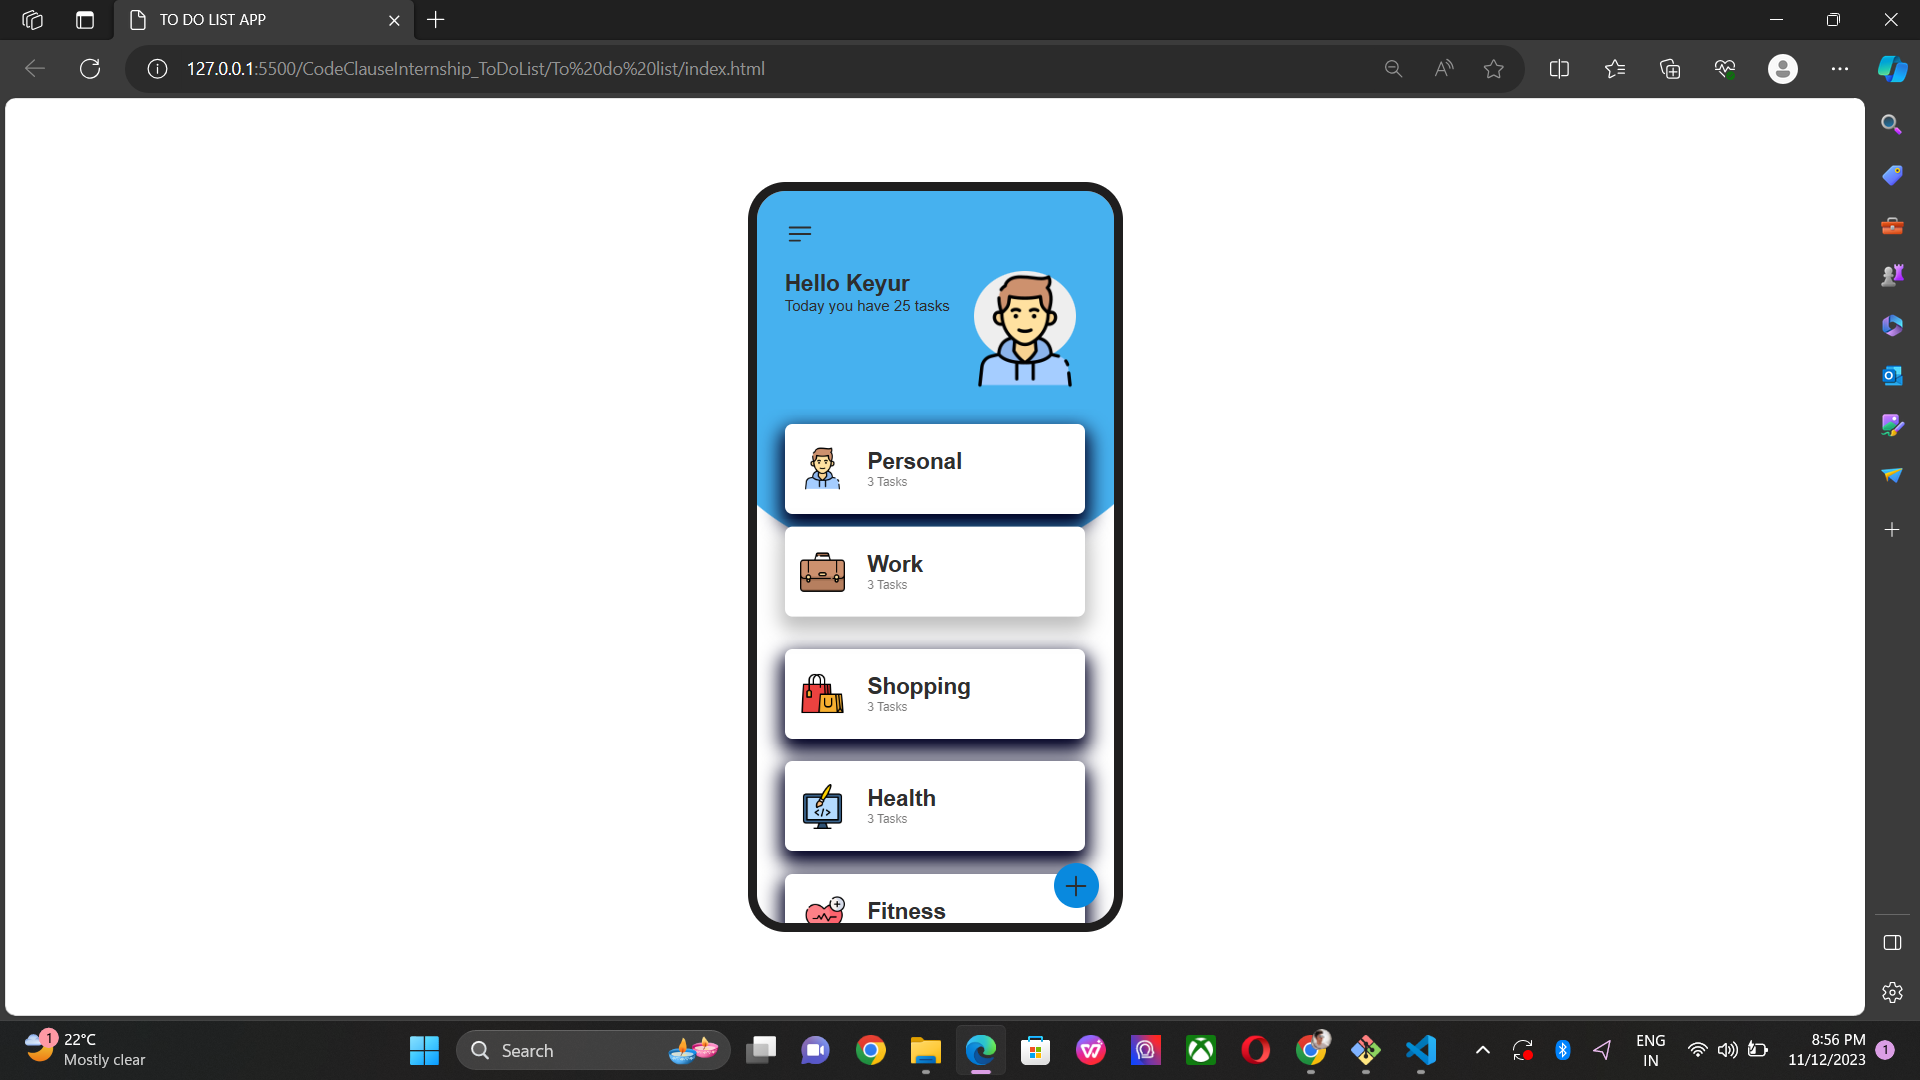 TO DO LIST APP
127.0.0.1:5500/CodeClauseInternship_ToDoList/To%20do%20list/index.html
Hello Keyur
Today you have 25 tasks
Personal
3 Tasks
Work
3 Tasks
Shopping
3 Tasks
Health
3 Tasks
Fitness
1
22°C
Mostly clear
Search
ENG
IN
8:56 PM
11/12/2023
1